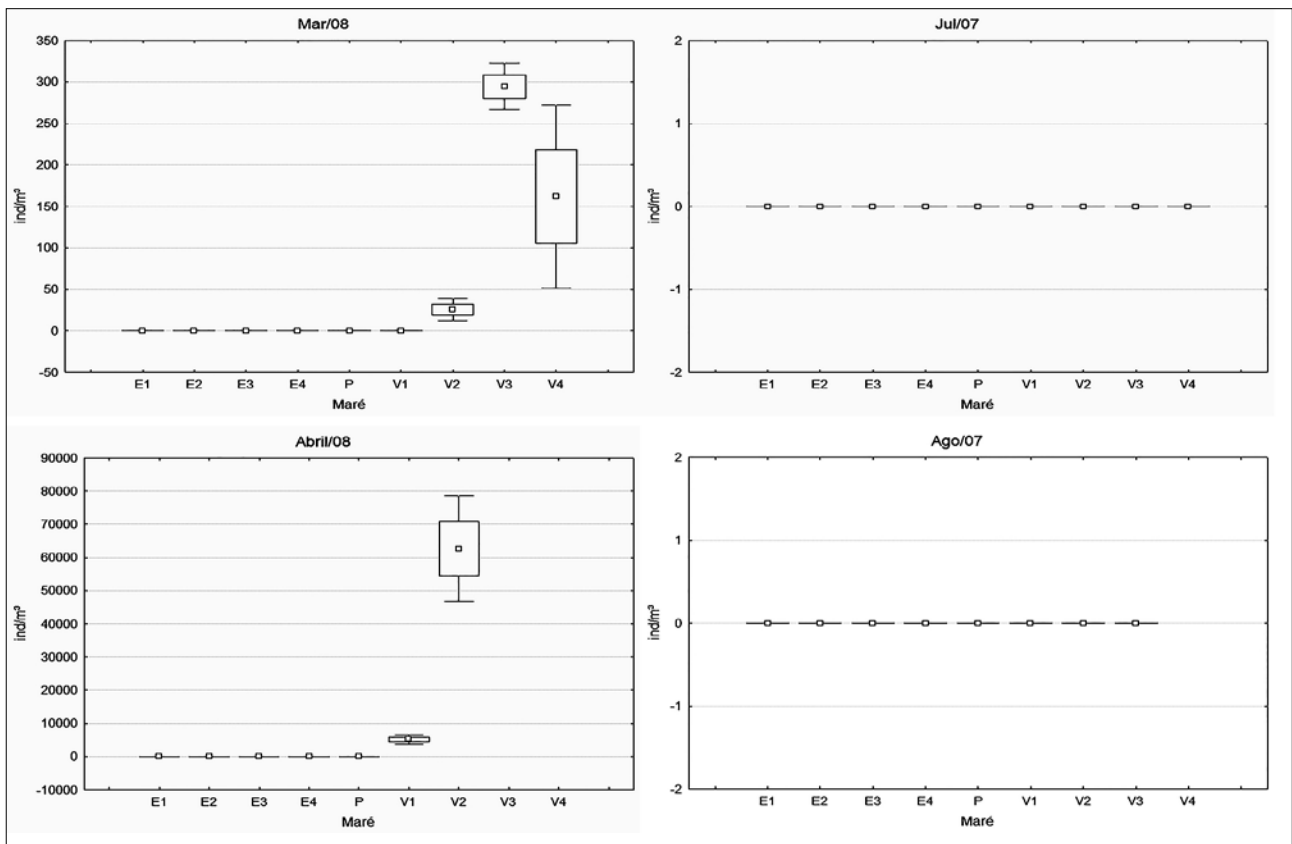 Mar/08
350
300
250
200
150
100
50
0
-50
ind/m³
E1 E2 E3 E4 P V1 V2 V3 V4
Maré
Jul/07
2
1
0
-1
-2
ind/m³
E1 E2 E3 E4 P V1 V2 V3 V4
Maré
Abril/08
90000
80000
70000
60000
50000
40000
30000
20000
10000
0
-10000
ind/m³
E1 E2 E3 E4 P V1 V2 V3 V4
Maré
Ago/07
2
1
0
-1
-2
ind/m³
E1 E2 E3 E4 P V1 V2 V3 V4
Maré